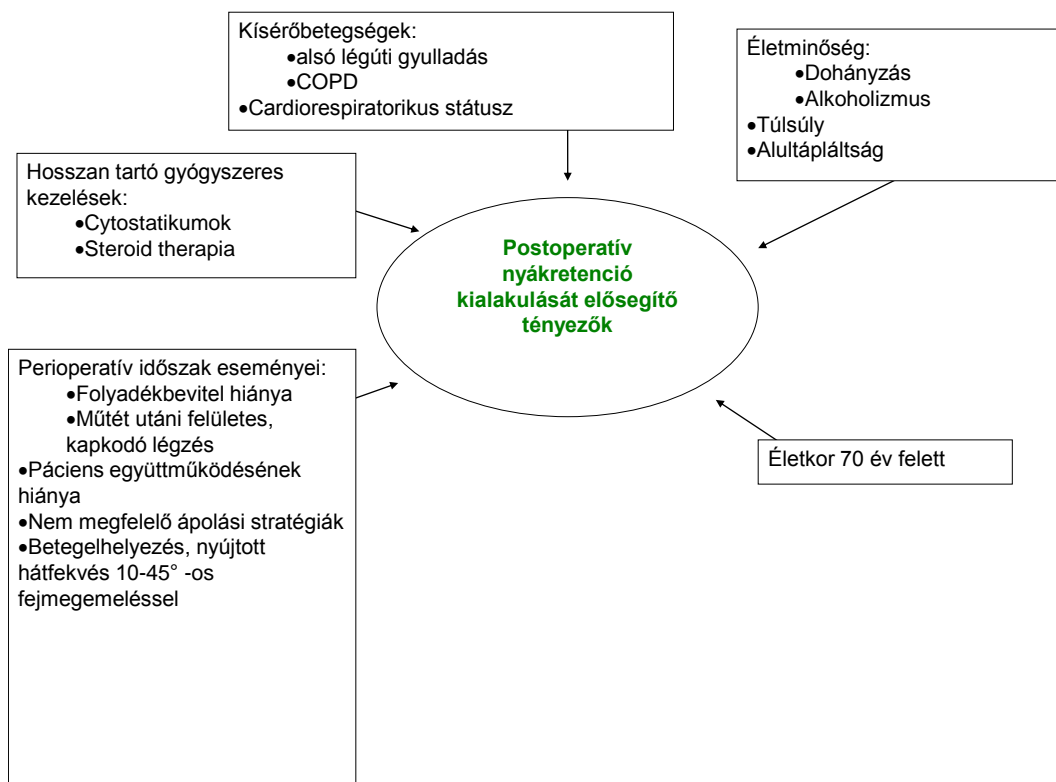 Kísérőbetegségek:
•alsó légúti gyulladás
•COPD
•Cardiorespiratorikus státusz
Életminőség:
•Dohányzás
•Alkoholizmus
•Túlsúly
•Alultápláltság
Hosszan tartó gyógyszeres
kezelések:
•Cytostatikumok
•Steroid therapia
Postoperatív
nyákretenció
kialakulását elősegítő
tényezők
Perioperatív időszak eseményei:
•Folyadékbevitel hiánya
•Műtét utáni felületes,
kapkodó légzés
•Páciens együttműködésének
hiánya
•Nem megfelelő ápolási stratégiák
•Betegelhelyezés, nyújtott
hátfekvés 10-45° -os
fejmegemeléssel
Életkor 70 év felett